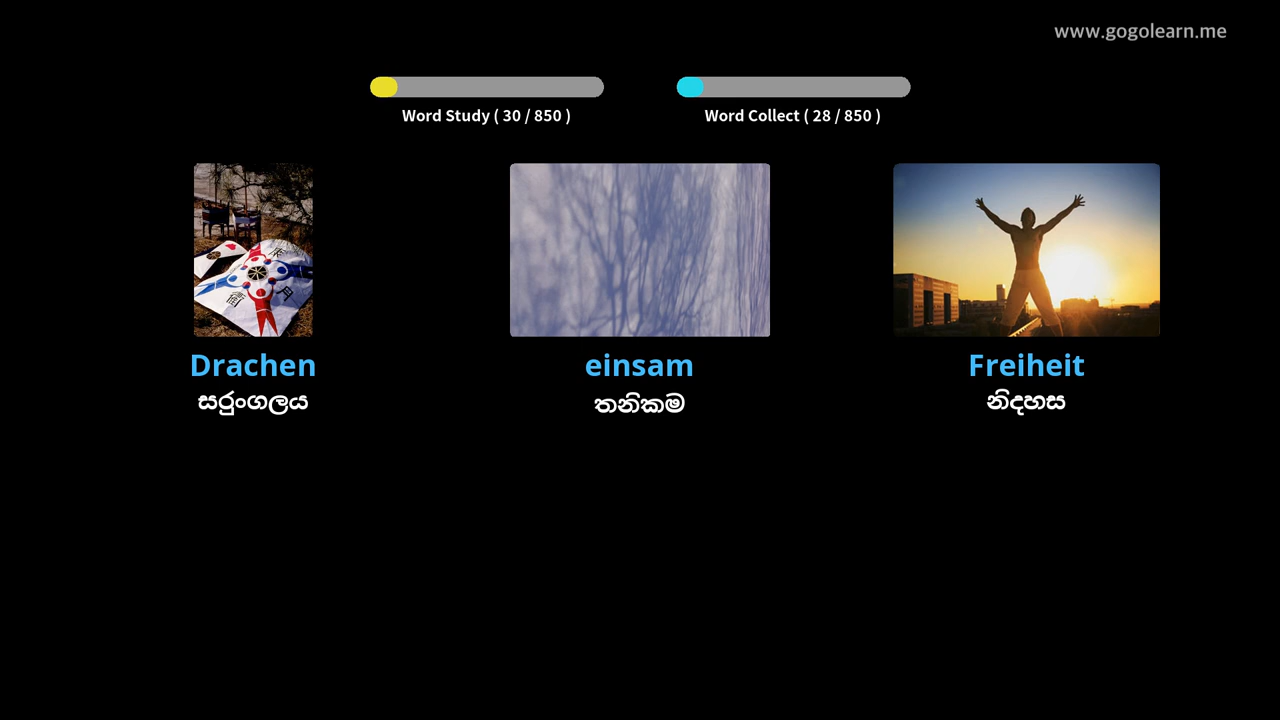 www.gogolearn.me
Word Study ( 30 / 850 )
Word Collect ( 28 / 850 )
Drachen
සරුංගලය
einsam
තනිකම
Freiheit
නිදහස